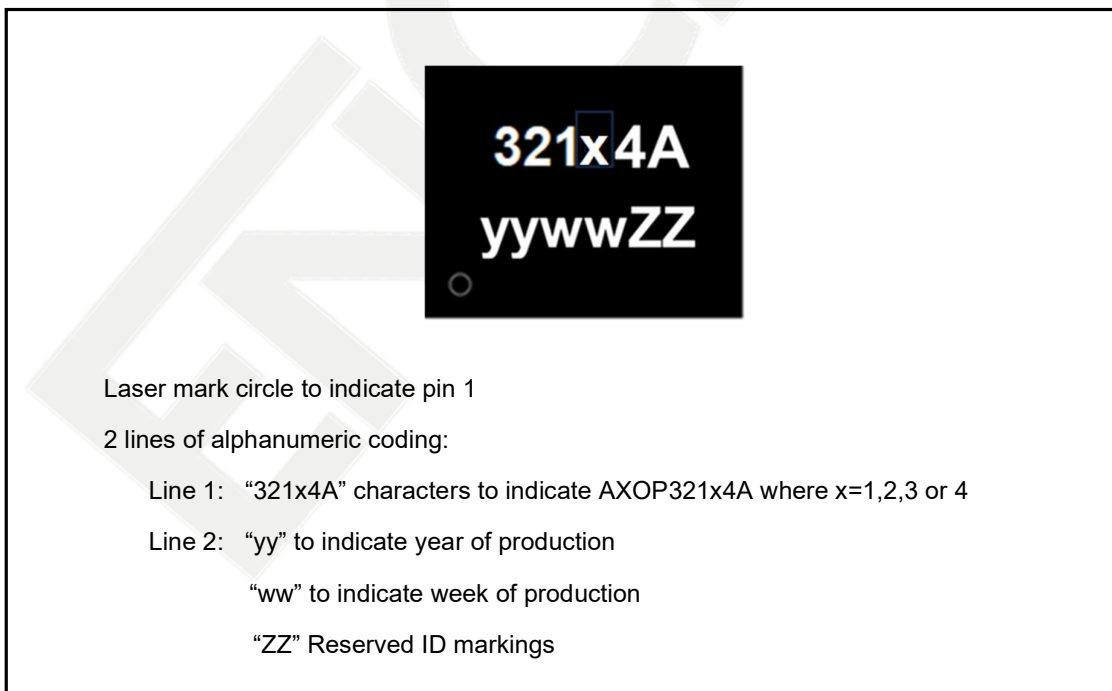 321x4A
yywwZZ
Laser mark circle to indicate pin 1
2 lines of alphanumeric coding:
Line 1: “321x4A” characters to indicate AXOP321x4A where x=1,2,3 or 4
Line 2: “yy” to indicate year of production
“ww” to indicate week of production
“ZZ” Reserved ID markings